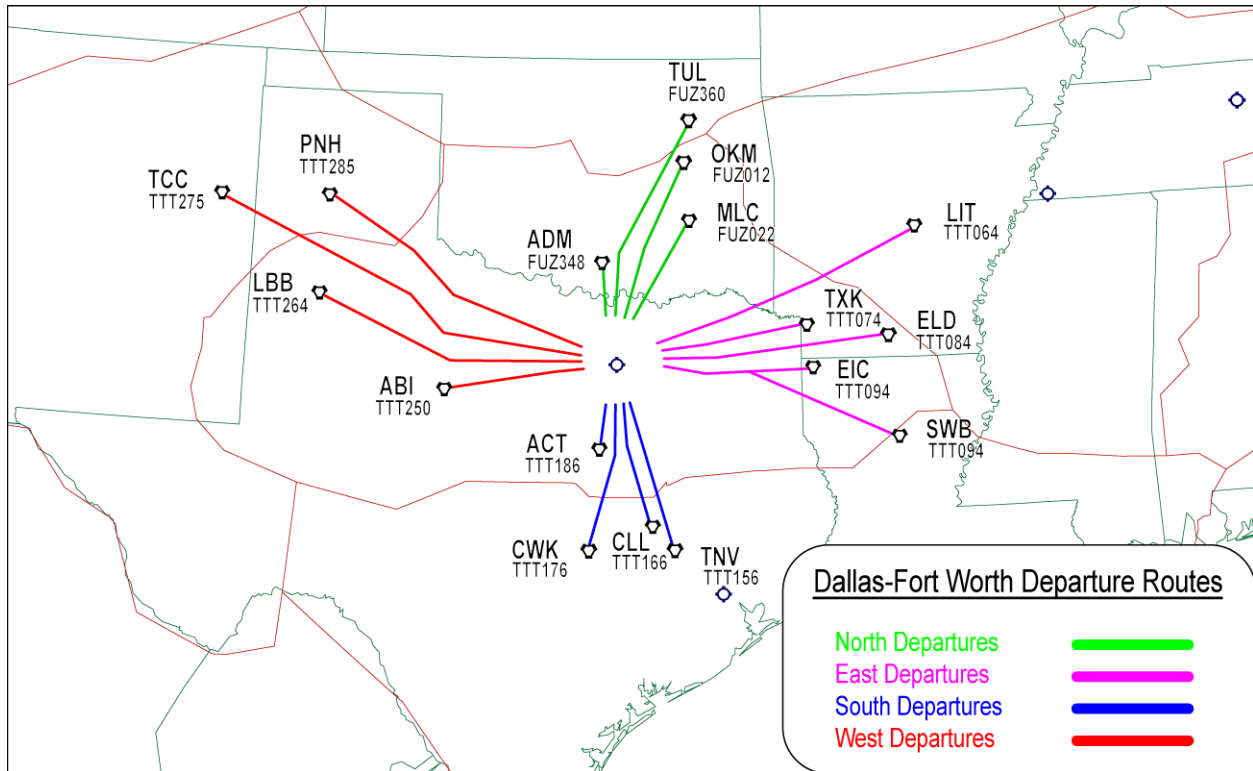 TUL
FUZ360
PNH
TTT285
OKM
FUZ012
TCC
TTT275
MLC
FUZ022
LIT
TTT064
ADM
FUZ348
LBB
TTT264
TXK
TTT074
ELD
TTT084
EIC
TTT094
ABI
TTT250
SWB
TTT094
ACT
TTT186
CWK
TTT176
CLL
TTT166
TNV
TTT156
Dallas-Fort Worth Departure Routes
North Departures
East Departures
South Departures
West Departures